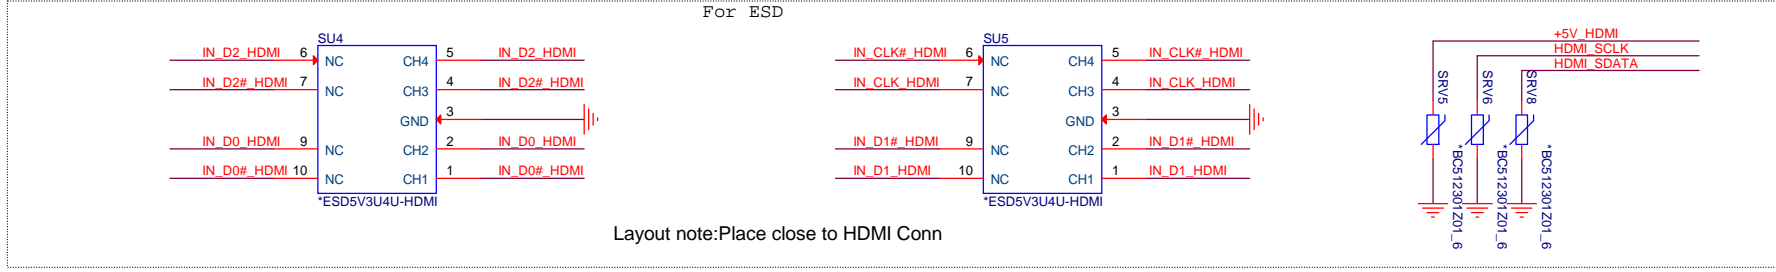 For ESD
SU4
IN_D2_HDMI 6 NC CH4 5 IN_D2_HDMI
IN_D2#_HDMI 7 NC CH3 4 IN_D2#_HDMI
GND 3
IN_D0_HDMI 9 NC CH2 2 IN_D0_HDMI
IN_D0#_HDMI 10 NC CH1 1 IN_D0#_HDMI
*ESD5V3U4U-HDMI
SU5
IN_CLK#_HDMI 6 NC CH4 5 IN_CLK#_HDMI
IN_CLK_HDMI 7 NC CH3 4 IN_CLK_HDMI
GND 3
IN_D1#_HDMI 9 NC CH2 2 IN_D1#_HDMI
IN_D1_HDMI 10 NC CH1 1 IN_D1_HDMI
*ESD5V3U4U-HDMI
+5V_HDMI
HDMI_SCLK
HDMI_SDATA
SRV5
SRV6
SRV8
*BC512301Z01_6
*BC512301Z01_6
*BC512301Z01_6
Layout note:Place close to HDMI Conn